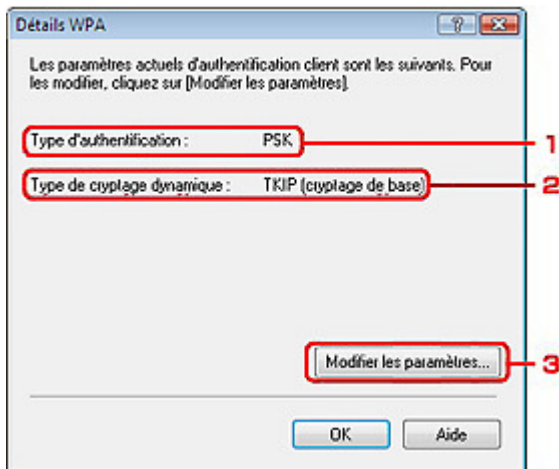 Détails WPA
Les paramètres actuels d'authentification client sont les suivants. Pour
les modifier, cliquez sur [Modifier les paramètres].
Type d'authentification : PSK 1
Type de cryptage dynamique : TKIP (cryptage de base) 2
Modifier les paramètres... 3
OK Aide